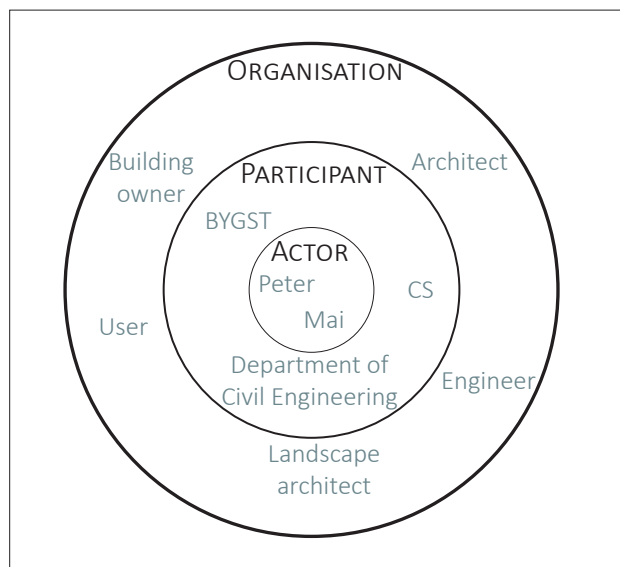 ORGANISATION
Building
owner
Architect
PARTICIPANT
BYGST
ACTOR
Peter
CS
Mai
User
Department of
Civil Engineering
Engineer
Landscape
architect